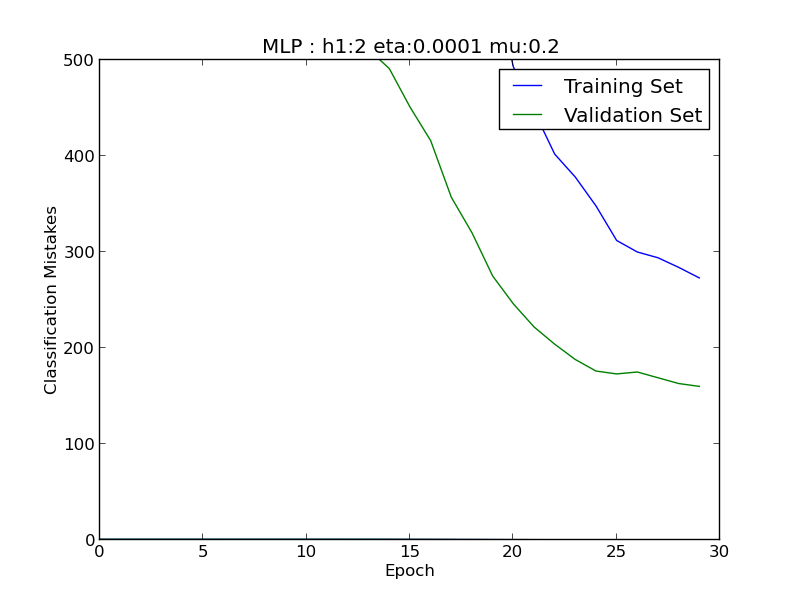 MLP : h1:2 eta:0.0001 mu:0.2
500
Training Set
Validation Set
400
300
200
100
0
Classification Mistakes
0 5 10 15 20 25 30
Epoch